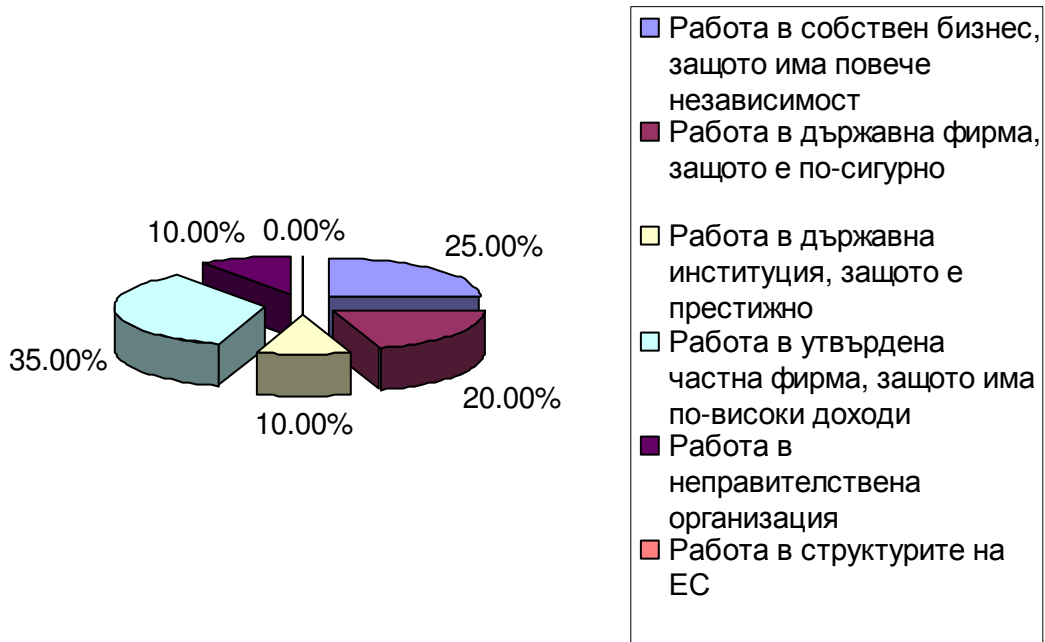 10.00% 0.00%
25.00%
35.00%
20.00%
10.00%
Работа в собствен бизнес,
защото има повече
независимост
Работа в държавна фирма,
защото е по-сигурно
Работа в държавна
институция, защото е
престижно
Работа в утвърдена
частна фирма, защото има
по-високи доходи
Работа в
неправителствена
организация
Работа в структурите на
ЕС